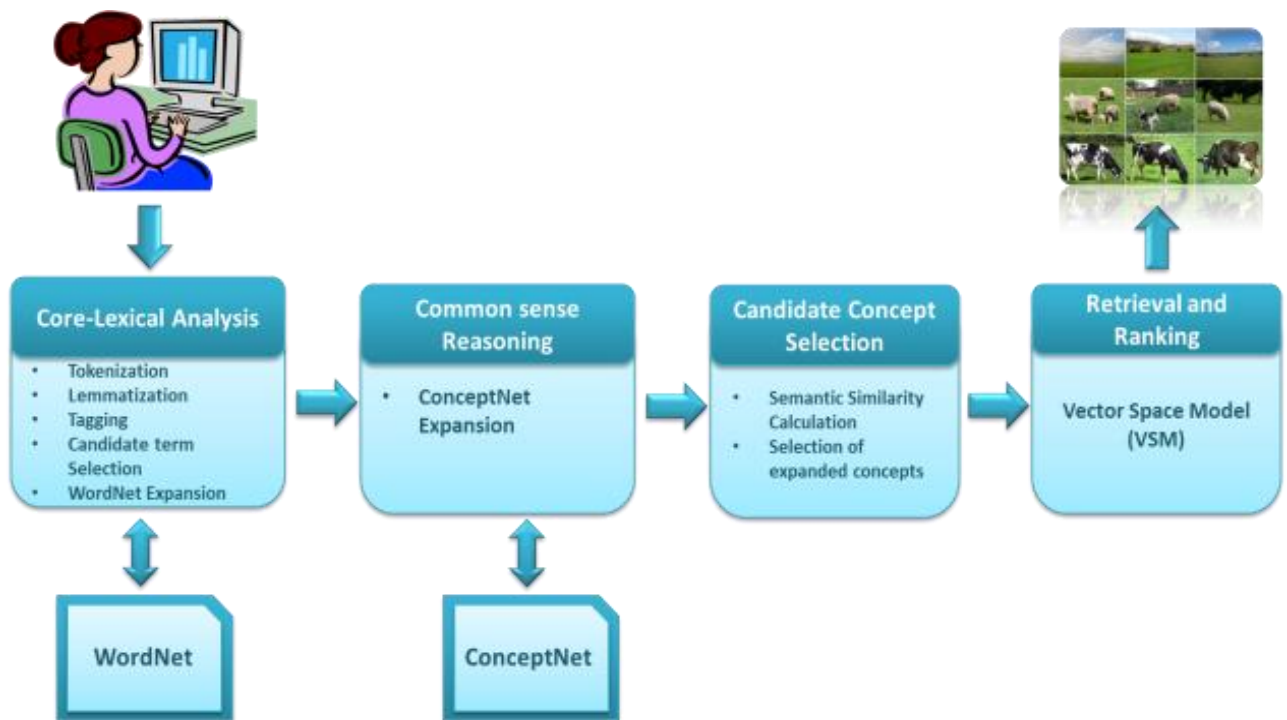 Core-Lexical Analysis
• Tokenization
• Lemmatization
• Tagging
• Candidate term
Selection
• WordNet Expansion
Common sense
Reasoning
• ConceptNet
Expansion
Candidate Concept
Selection
• Semantic Similarity
Calculation
• Selection of
expanded concepts
Retrieval and
Ranking
Vector Space Model
(VSM)
WordNet
ConceptNet